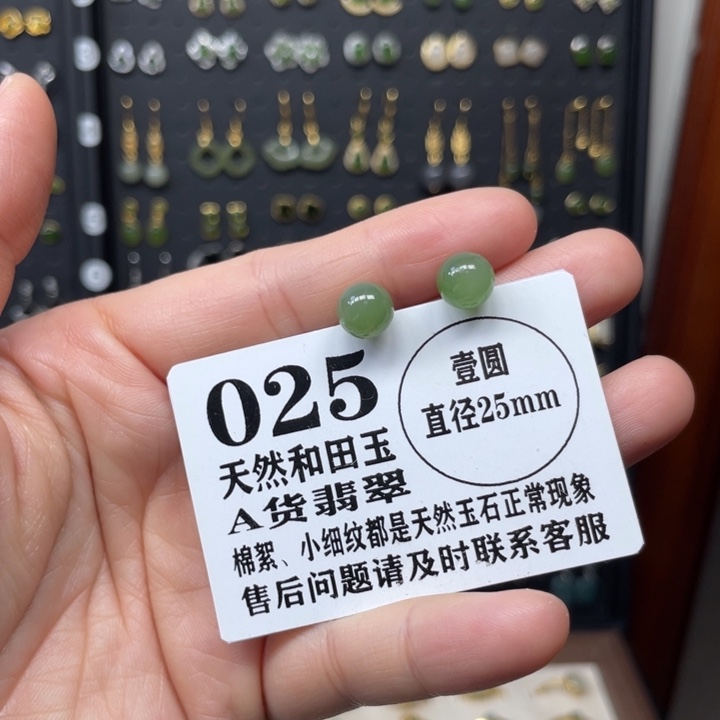 025
壹圆
直径25mm
天然和田玉
A货翡翠
棉絮、小细纹都是天然玉石正常现象
售后问题请及时联系客服